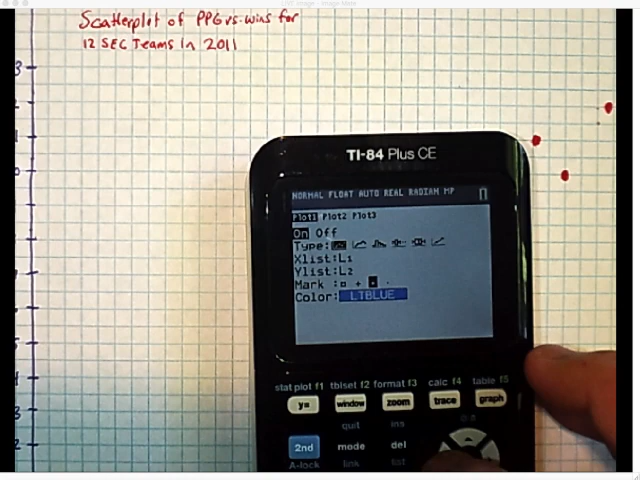 Scatterplot of PPG vs. wins for
12 SEC Teams in 2011
TI-84 Plus CE
NORMAL FLOAT AUTO REAL RADIAN MP
Plot1 Plot2 Plot3
On Off
Type:
Xlist:L1
Ylist:L2
Mark :
Color: LTBLUE
stat plot f1 tblset f2 format f3 calc f4 table f5
y= window zoom trace graph
quit ins
2nd mode del
A-lock link list